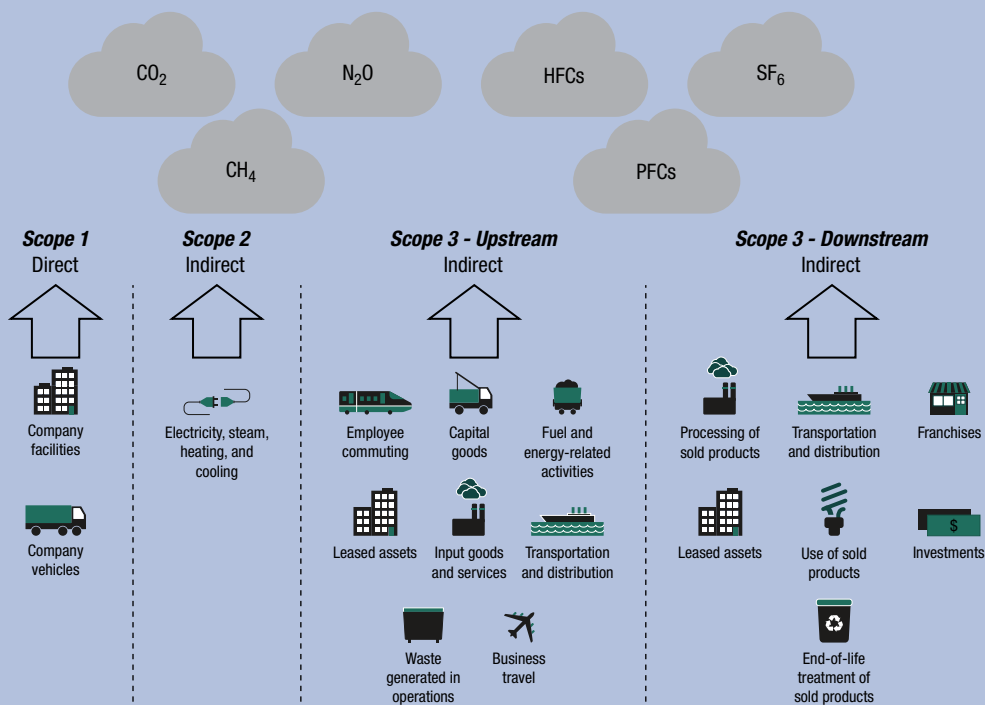 CO2
N2O
HFCs
SF6
CH4
PFCs
Scope 1
Direct
Scope 2
Indirect
Scope 3 - Upstream
Indirect
Scope 3 - Downstream
Indirect
Company
facilities
Company
vehicles
Electricity, steam,
heating, and
cooling
Employee
commuting
Capital
goods
Fuel and
energy-related
activities
Leased assets
Input goods
and services
Transportation
and distribution
Waste
generated in
operations
Business
travel
Processing of
sold products
Transportation
and distribution
Franchises
Leased assets
Use of sold
products
$
Investments
End-of-life
treatment of
sold products